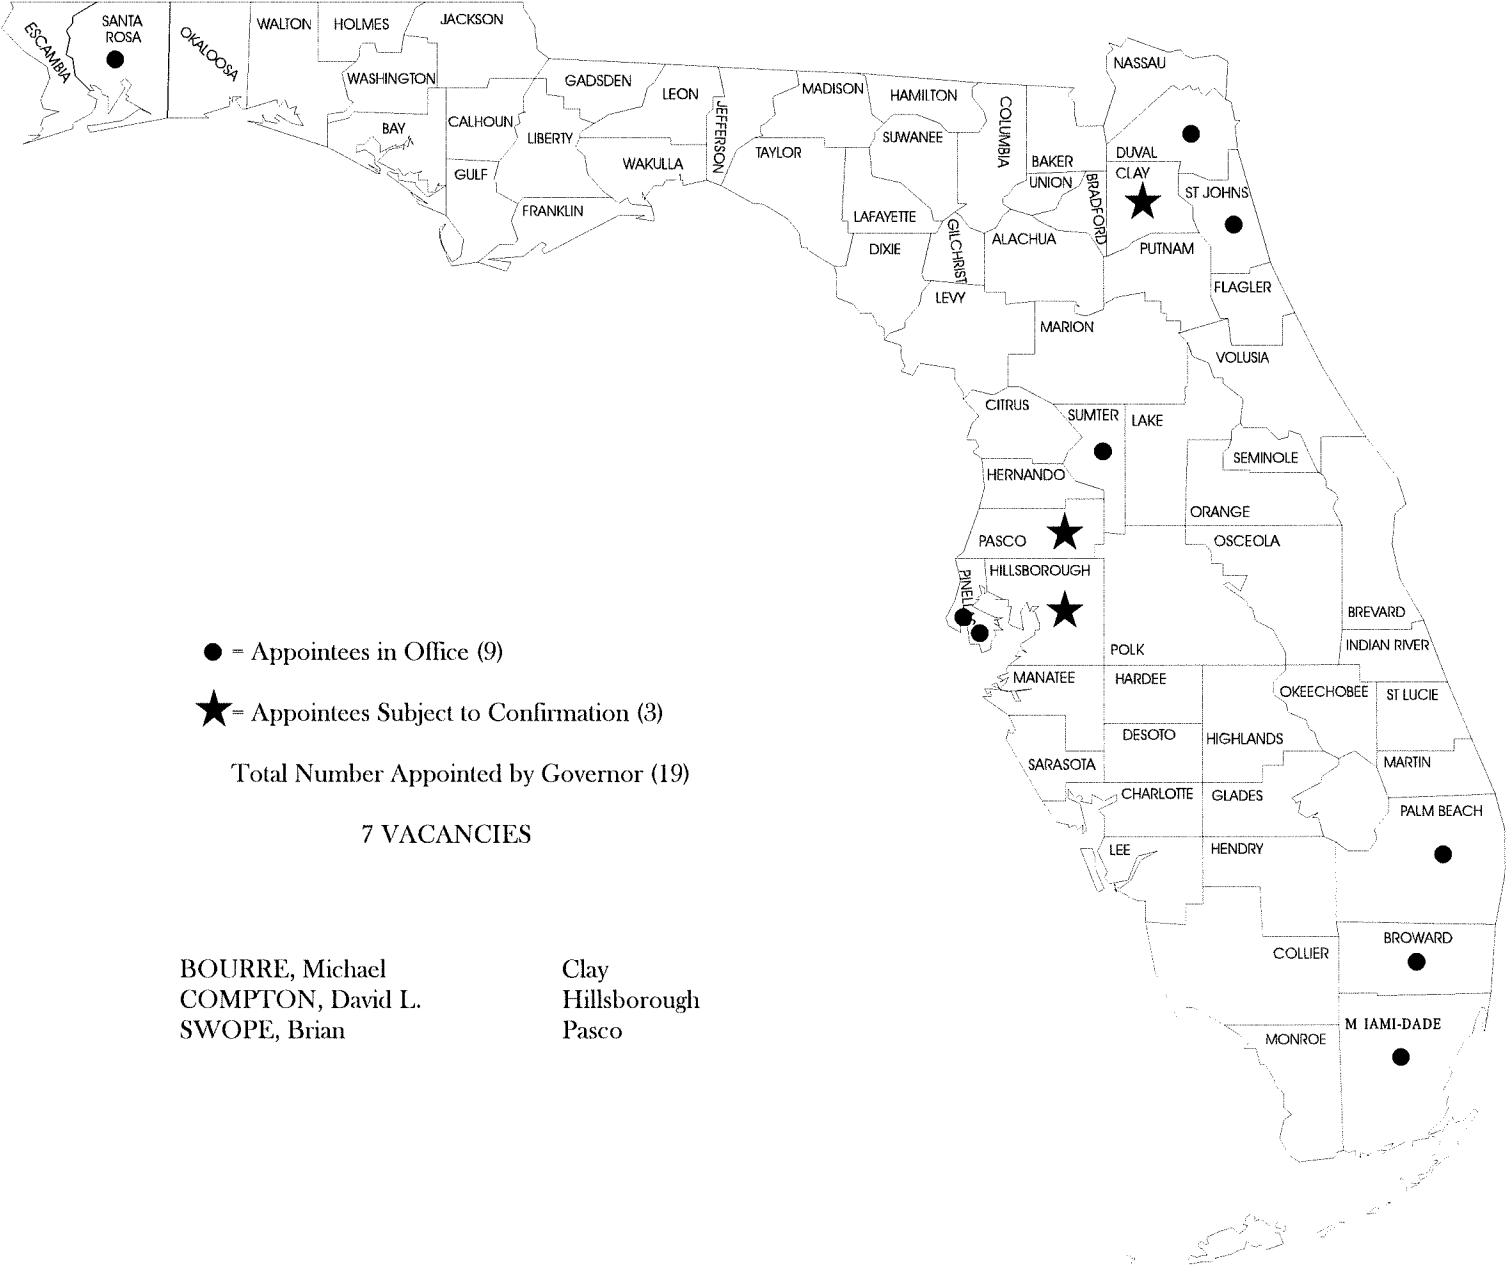 ESCAMBIA
SANTA
ROSA
OKALOOSA
WALTON
HOLMES
JACKSON
WASHINGTON
BAY
CALHOUN
GULF
GADSDEN
LIBERTY
FRANKLIN
LEON
WAKULLA
JEFFERSON
MADISON
TAYLOR
HAMILTON
SUWANEE
LAFAYETTE
DIXIE
COLUMBIA
GILCHRIST
LEVY
BAKER
UNION
BRADFORD
ALACHUA
NASSAU
DUVAL
CLAY
ST JOHNS
PUTNAM
FLAGLER
MARION
VOLUSIA
CITRUS
SUMTER
LAKE
SEMINOLE
HERNANDO
ORANGE
PASCO
OSCEOLA
HILLSBOROUGH
BREVARD
INDIAN RIVER
POLK
MANATEE
HARDEE
OKEECHOBEE
ST LUCIE
DESOTO
HIGHLANDS
SARASOTA
MARTIN
CHARLOTTE
GLADES
PALM BEACH
LEE
HENDRY
BROWARD
COLLIER
M IAMI-DADE
MONROE
= Appointees in Office (9)
= Appointees Subject to Confirmation (3)
Total Number Appointed by Governor (19)
7 VACANCIES
BOURRE, Michael Clay
COMPTON, David L. Hillsborough
SWOPE, Brian Pasco